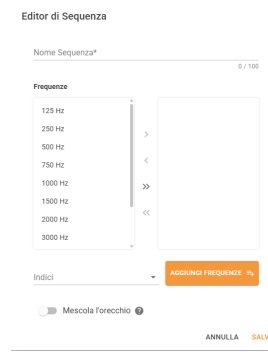 Editor di Sequenza
Nome Sequenza*
0 / 100
Frequenze
125 Hz
250 Hz
500 Hz
750 Hz
1000 Hz
1500 Hz
2000 Hz
3000 Hz
Indici
AGGIUNGI FREQUENZE
Mescola l'orecchio
ANNULLA SALV